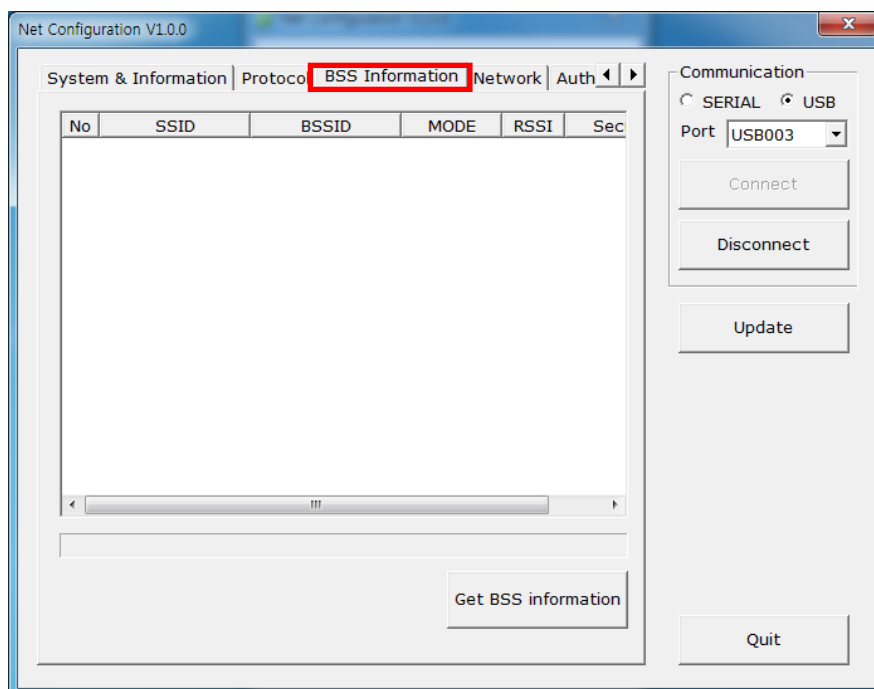 Net Configuration V1.0.0
System & Information Protoco BSS Information Network Auth
No SSID BSSID MODE RSSI Sec
Get BSS information
Communication
SERIAL USB
Port USB003
Connect
Disconnect
Update
Quit